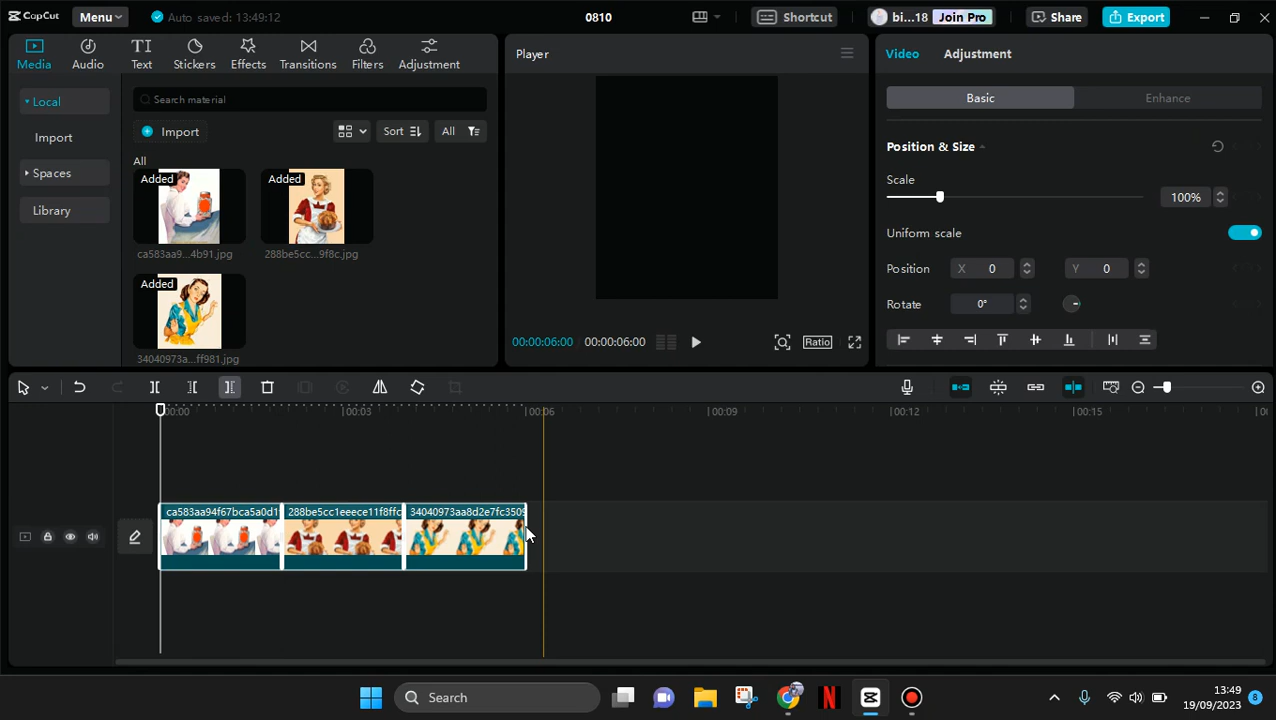 CapCut
Menu
Auto saved: 13:49:12
0810
Shortcut
bi...18
Join Pro
Share
Export
Media
Audio
Text
Stickers
Effects
Transitions
Filters
Adjustment
Local
Import
Spaces
Library
Search material
Import
Sort
All
All
Added
ca583aa9...4b91.jpg
Added
288be5cc...9f8c.jpg
Added
34040973a...ff981.jpg
Player
00:00:06:00
00:00:06:00
Ratio
Video
Adjustment
Basic
Enhance
Position & Size
Scale
100%
Uniform scale
Position
X
0
Y
0
Rotate
0°
00:00
00:03
00:06
00:09
00:12
00:15
ca583aa94f67bca5a0d1
288be5cc1eeece11f8ffc
34040973aa8d2e7fc3509
Search
13:49
19/09/2023
8